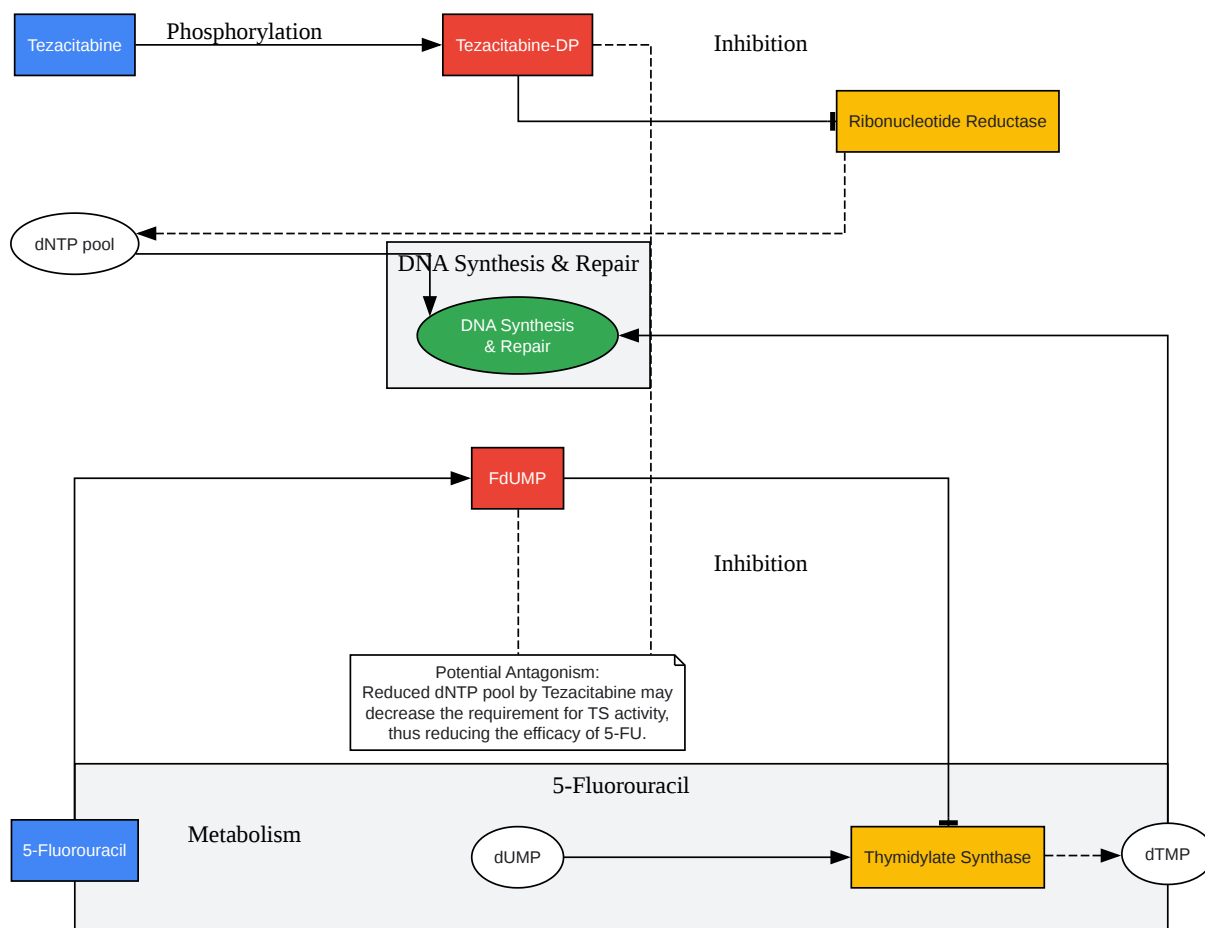 Tezacitabine
Phosphorylation
Tezacitabine-DP
Inhibition
Ribonucleotide Reductase
dNTP pool
DNA Synthesis & Repair
DNA Synthesis
& Repair
FdUMP
Inhibition
Potential Antagonism:
Reduced dNTP pool by Tezacitabine may
decrease the requirement for TS activity,
thus reducing the efficacy of 5-FU.
5-Fluorouracil
Metabolism
5-Fluorouracil
dUMP
Thymidylate Synthase
dTMP